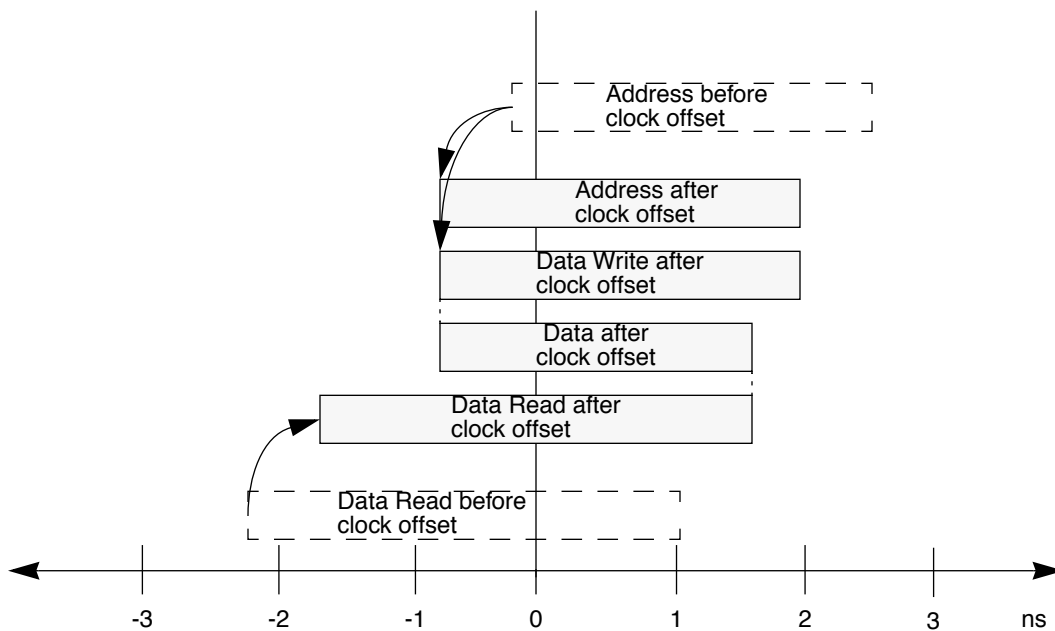 Address before
clock offset
Address after
clock offset
Data Write after
clock offset
Data after
clock offset
Data Read after
clock offset
Data Read before
clock offset
-3 -2 -1 0 1 2 3 ns